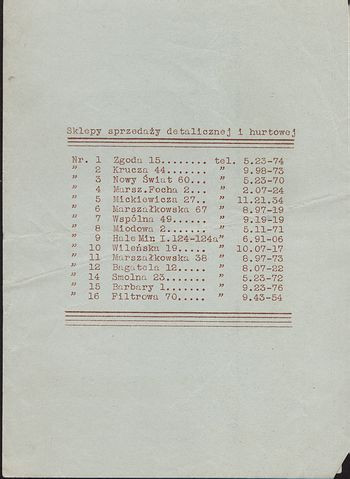 Sklepy sprzedaży detalicznej i hurtowej
Nr. 1 Zgoda 15........ tel. 5.23-74
" 2 Krucza 44....... " 9.98-73
" 3 Nowy Świat 60... " 5.23-70
" 4 Marsz.Focha 2... " 2.07-24
" 5 Mickiewicza 27.. " 11.21.34
" 6 Marszałkowska 67 " 8.97-19
" 7 Wspólna 49...... " 9.19-19
" 8 Miodowa 2....... " 5.11-71
" 9 Hale Mir I.124-124a" 6.91-06
" 10 Wileńska 19..... " 10.07-17
" 11 Marszałkowska 38 " 8.97-73
" 12 Bagatela 12..... " 8.07-22
" 14 Smolna 23....... " 5.23-72
" 15 Barbary 1....... " 9.23-76
" 16 Filtrowa 70..... " 9.43-54